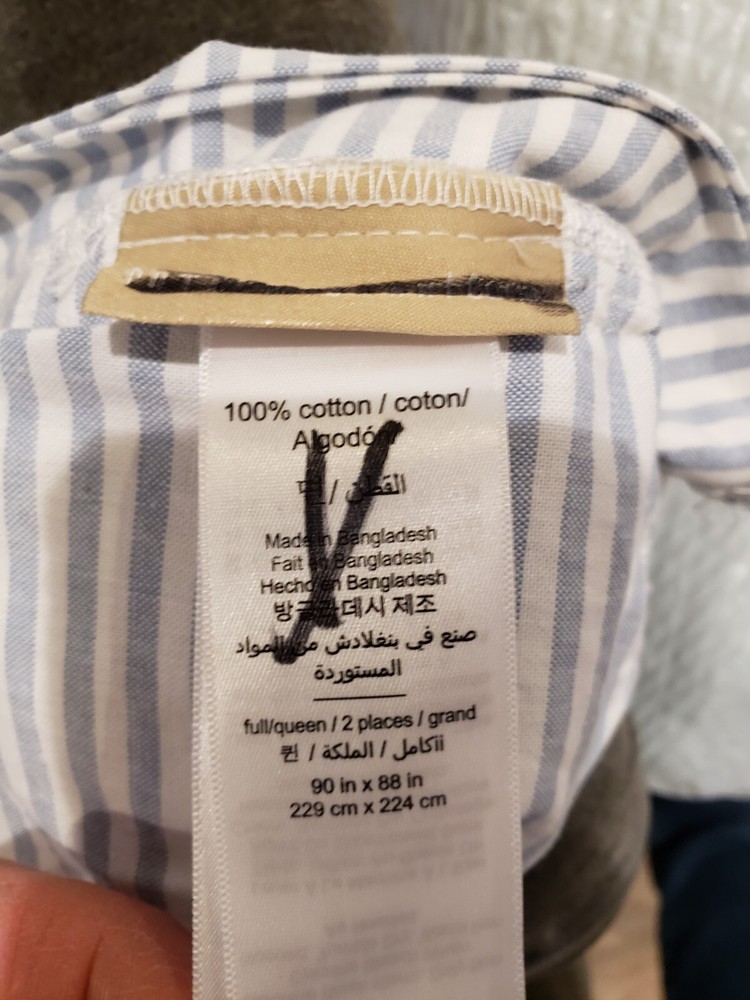 100% cotton / coton/
Algodón
/ القطن
Made in Bangladesh
Fait en Bangladesh
Hecho en Bangladesh
방글라데시 제조
صنع في بنغلاديش من المواد
المستوردة
full/queen / 2 places / grand
퀸 / الملكة / كامل
90 in x 88 in
229 cm x 224 cm